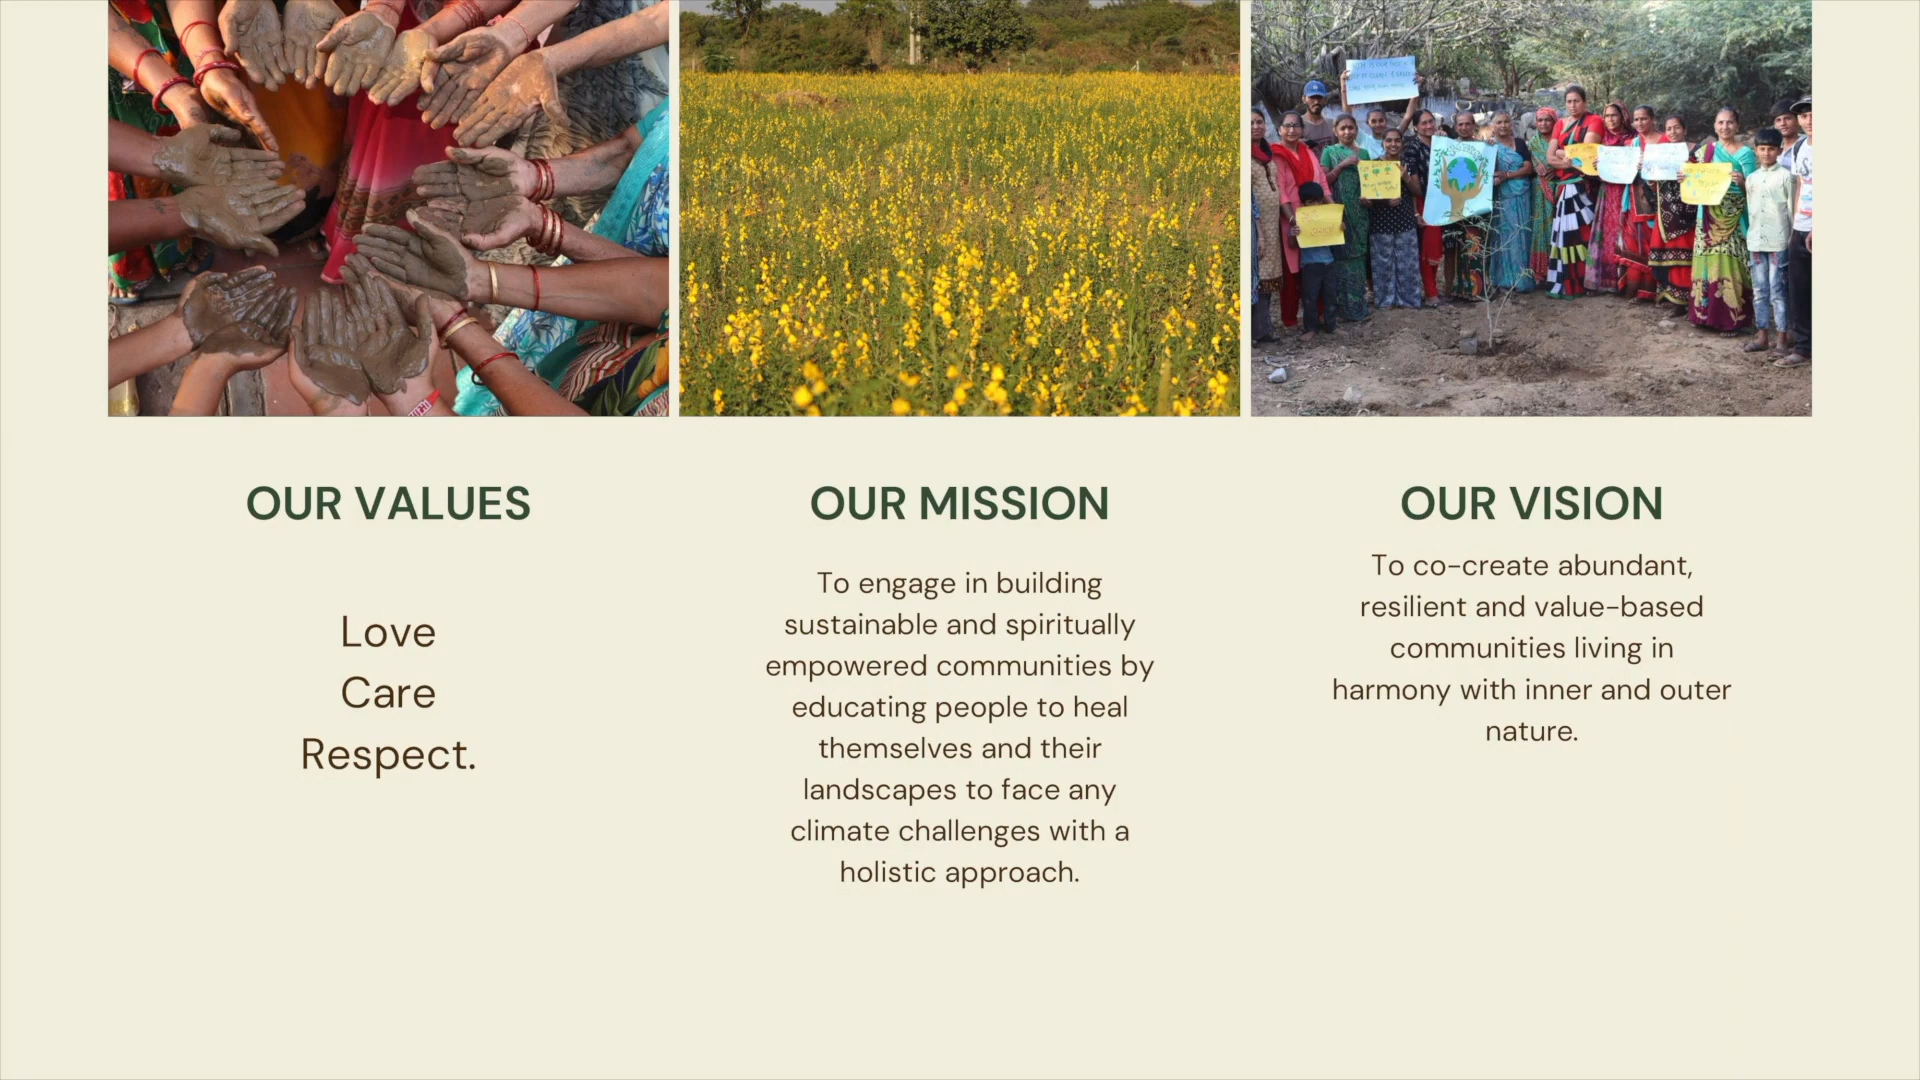 OUR VALUES
Love
Care
Respect.
OUR MISSION
To engage in building
sustainable and spiritually
empowered communities by
educating people to heal
themselves and their
landscapes to face any
climate challenges with a
holistic approach.
OUR VISION
To co-create abundant,
resilient and value-based
communities living in
harmony with inner and outer
nature.